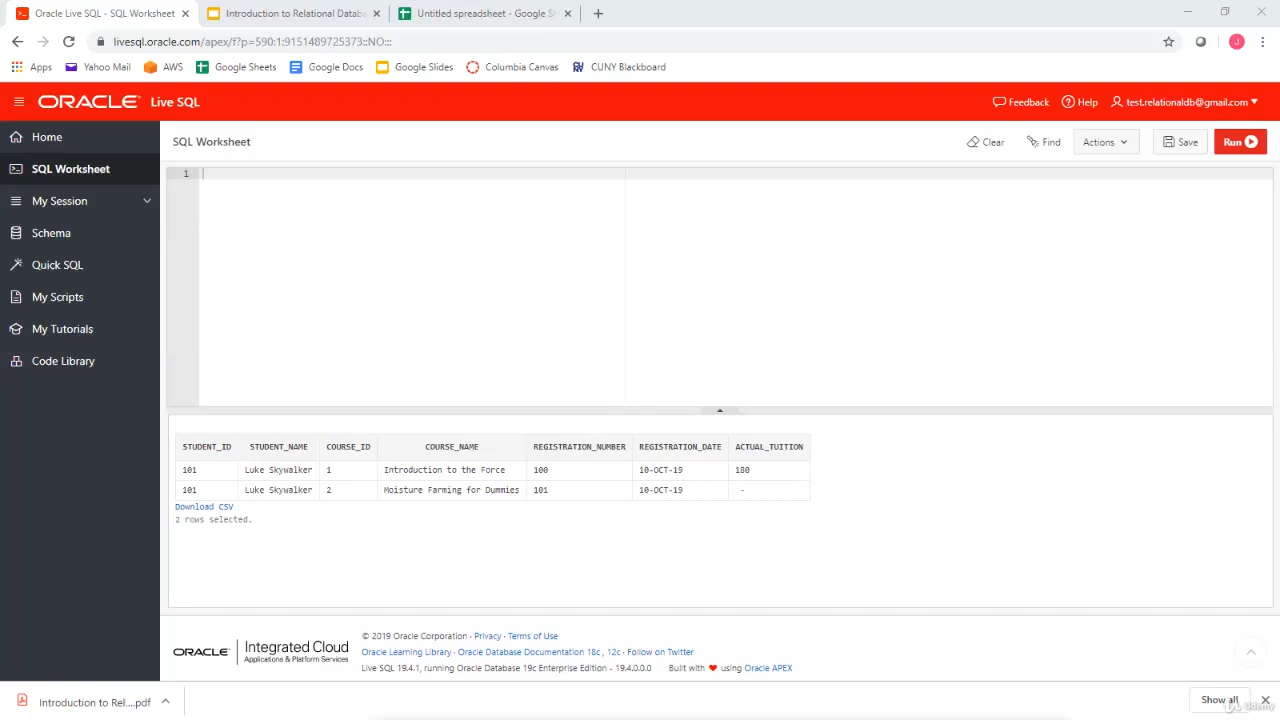 Oracle Live SQL - SQL Worksheet
Introduction to Relational Datab
Untitled spreadsheet - Google Sh
livesql.oracle.com/apex/f?p=590:1:9151489725373::NO:::
J
Apps
Yahoo Mail
AWS
Google Sheets
Google Docs
Google Slides
Columbia Canvas
CUNY Blackboard
ORACLE Live SQL
Feedback
Help
test.relationaldb@gmail.com
Home
SQL Worksheet
My Session
Schema
Quick SQL
My Scripts
My Tutorials
Code Library
SQL Worksheet
Clear
Find
Actions
Save
Run
1
STUDENT_ID STUDENT_NAME COURSE_ID COURSE_NAME REGISTRATION_NUMBER REGISTRATION_DATE ACTUAL_TUITION
101 Luke Skywalker 1 Introduction to the Force 100 10-OCT-19 180
101 Luke Skywalker 2 Moisture Farming for Dummies 101 10-OCT-19 -
Download CSV
2 rows selected.
ORACLE Integrated Cloud
Applications & Platform Services
© 2019 Oracle Corporation · Privacy · Terms of Use
Oracle Learning Library · Oracle Database Documentation 18c , 12c · Follow on Twitter
Live SQL 19.4.1, running Oracle Database 19c Enterprise Edition - 19.4.0.0.0 Built with ♥ using Oracle APEX
Introduction to Rel....pdf
Show all
Udemy